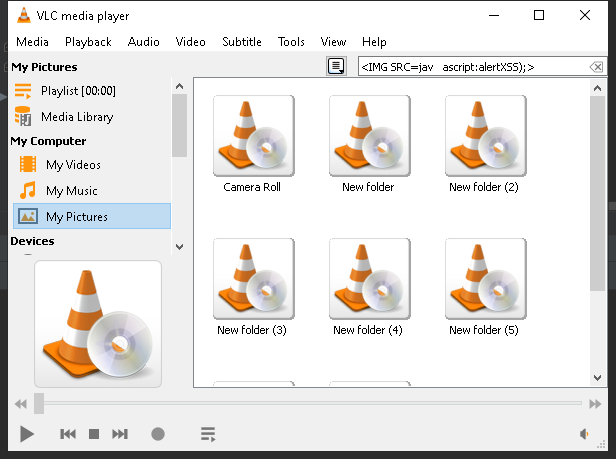 VLC media player
Media Playback Audio Video Subtitle Tools View Help
My Pictures
<IMG SRC=jav ascript:alertXSS);>
Playlist [00:00]
Media Library
My Computer
My Videos
My Music
My Pictures
Devices
Camera Roll New folder New folder (2)
New folder (3) New folder (4) New folder (5)